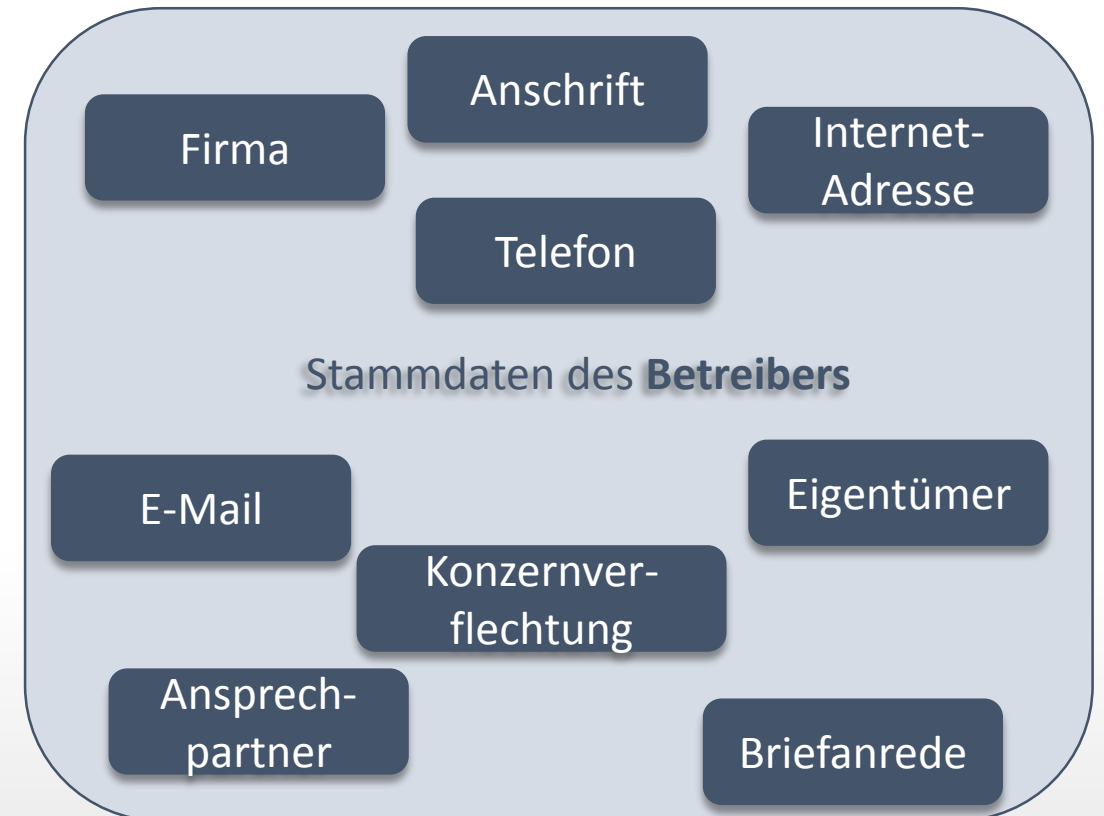 Anschrift
Firma
Internet-
Adresse
Telefon
Stammdaten des Betreibers
E-Mail
Eigentümer
Konzernver-
flechtung
Ansprech-
partner
Briefanrede